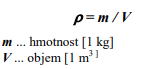 ρ = m / V
m ... hmotnost [1 kg]
V ... objem [1 m³]